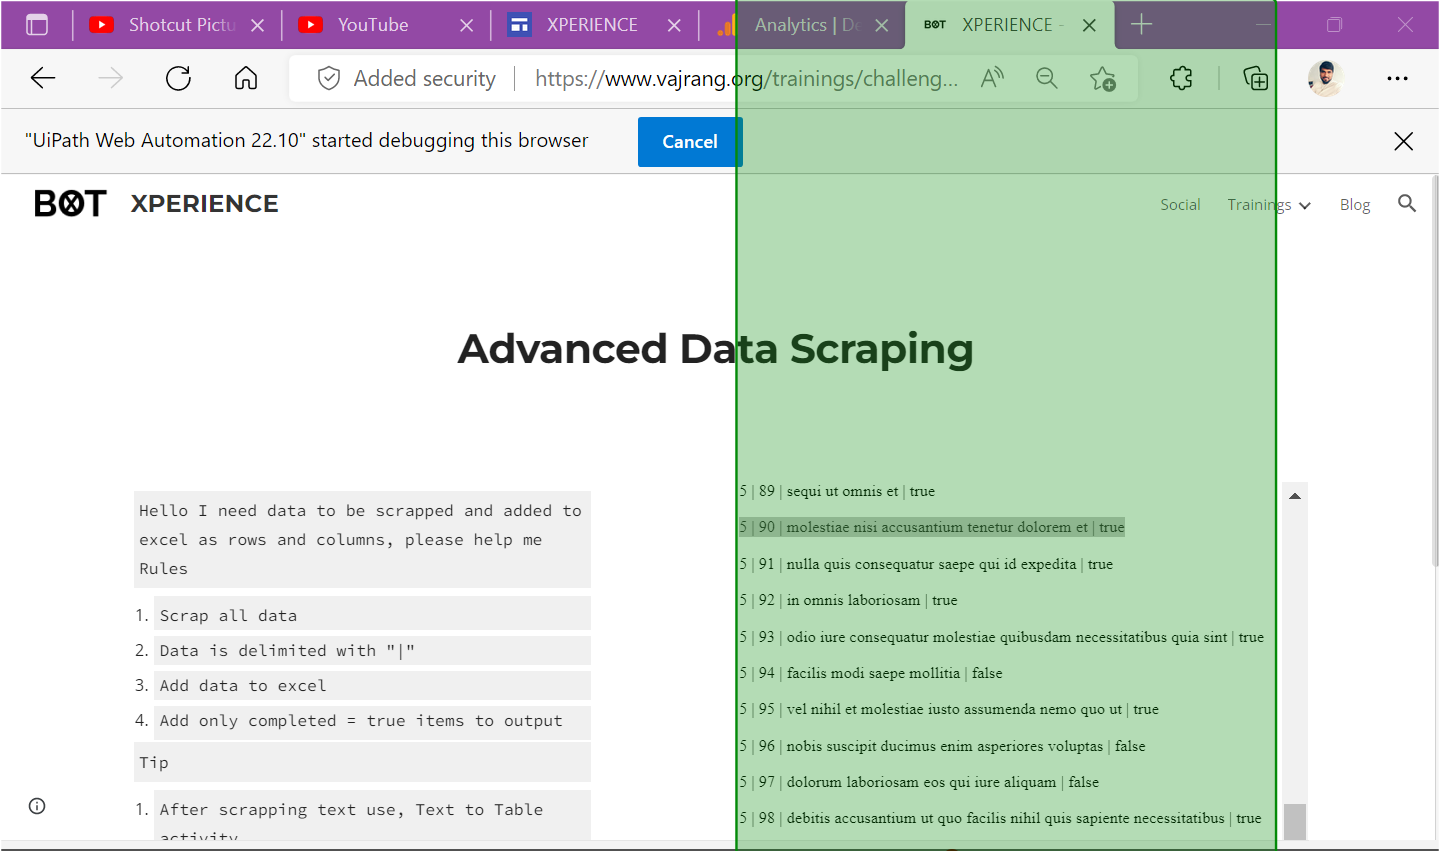 Shotcut Pictu
YouTube
XPERIENCE
Analytics | De
BOT XPERIENCE -
Added security
https://www.vajrang.org/trainings/challeng...
"UiPath Web Automation 22.10" started debugging this browser
Cancel
BOT XPERIENCE
Social
Trainings
Blog
Advanced Data Scraping
Hello I need data to be scrapped and added to
excel as rows and columns, please help me
Rules
1. Scrap all data
2. Data is delimited with "|"
3. Add data to excel
4. Add only completed = true items to output
Tip
1. After scrapping text use, Text to Table
activity
5 | 89 | sequi ut omnis et | true
5 | 90 | molestiae nisi accusantium tenetur dolorem et | true
5 | 91 | nulla quis consequatur saepe qui id expedita | true
5 | 92 | in omnis laboriosam | true
5 | 93 | odio iure consequatur molestiae quibusdam necessitatibus quia sint | true
5 | 94 | facilis modi saepe mollitia | false
5 | 95 | vel nihil et molestiae iusto assumenda nemo quo ut | true
5 | 96 | nobis suscipit ducimus enim asperiores voluptas | false
5 | 97 | dolorum laboriosam eos qui iure aliquam | false
5 | 98 | debitis accusantium ut quo facilis nihil quis sapiente necessitatibus | true